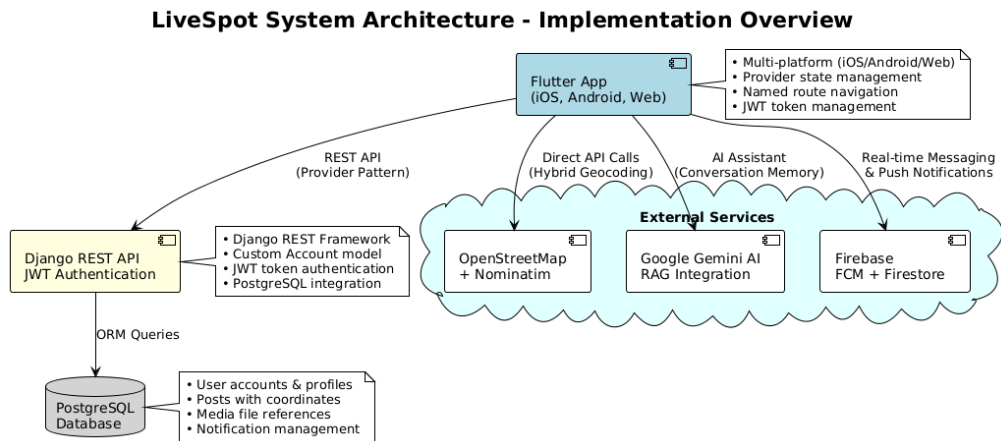 LiveSpot System Architecture - Implementation Overview
Flutter App
(iOS, Android, Web)
• Multi-platform (iOS/Android/Web)
• Provider state management
• Named route navigation
• JWT token management
REST API
(Provider Pattern)
Direct API Calls
(Hybrid Geocoding)
AI Assistant
(Conversation Memory)
Real-time Messaging
& Push Notifications
External Services
Django REST API
JWT Authentication
• Django REST Framework
• Custom Account model
• JWT token authentication
• PostgreSQL integration
OpenStreetMap
+ Nominatim
Google Gemini AI
RAG Integration
Firebase
FCM + Firestore
ORM Queries
PostgreSQL
Database
• User accounts & profiles
• Posts with coordinates
• Media file references
• Notification management